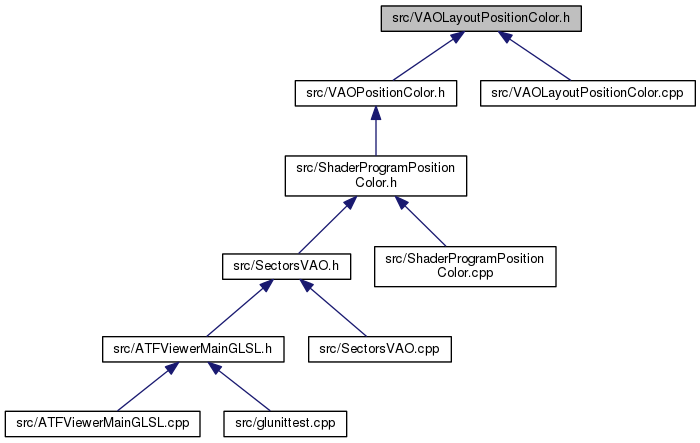 src/VAOLayoutPositionColor.h
src/VAOPositionColor.h
src/VAOLayoutPositionColor.cpp
src/ShaderProgramPosition
Color.h
src/SectorsVAO.h
src/ShaderProgramPosition
Color.cpp
src/ATFViewerMainGLSL.h
src/SectorsVAO.cpp
src/ATFViewerMainGLSL.cpp
src/glunittest.cpp